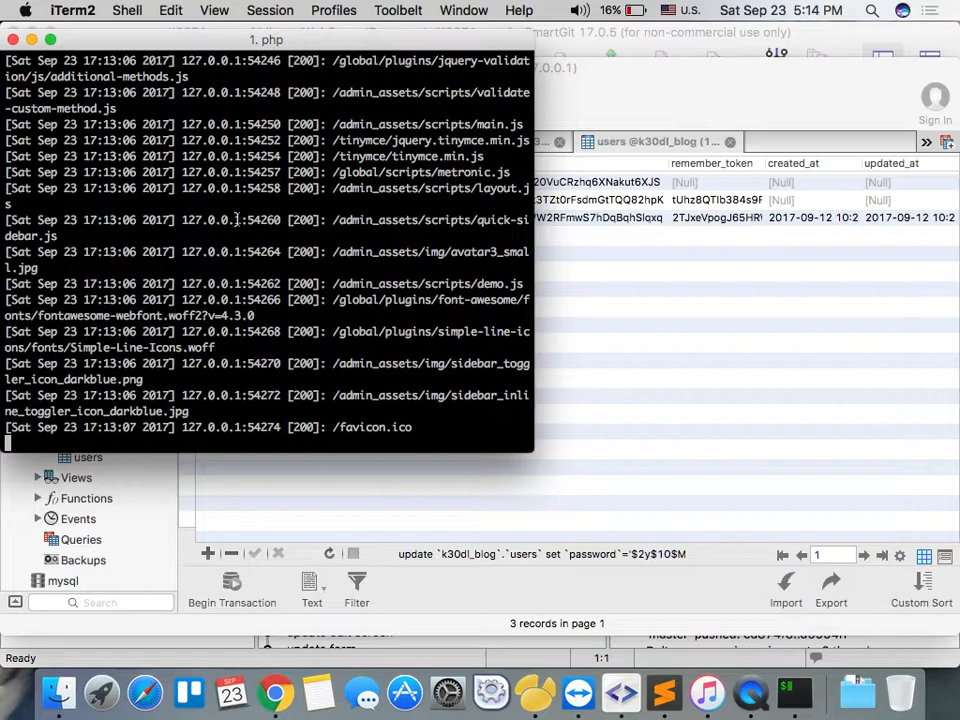 iTerm2 Shell Edit View Session Profiles Toolbelt Window Help 16% U.S. Sat Sep 23 5:14 PM
SmartGit 17.0.5 (for non-commercial use only)
1. php
.0.0.1)
[Sat Sep 23 17:13:06 2017] 127.0.0.1:54246 [200]: /global/plugins/jquery-validat
ion/js/additional-methods.js
[Sat Sep 23 17:13:06 2017] 127.0.0.1:54248 [200]: /admin_assets/scripts/validate
-custom-method.js
[Sat Sep 23 17:13:06 2017] 127.0.0.1:54250 [200]: /admin_assets/scripts/main.js
[Sat Sep 23 17:13:06 2017] 127.0.0.1:54252 [200]: /tinymce/jquery.tinymce.min.js
[Sat Sep 23 17:13:06 2017] 127.0.0.1:54254 [200]: /tinymce/tinymce.min.js
[Sat Sep 23 17:13:06 2017] 127.0.0.1:54257 [200]: /global/scripts/metronic.js
[Sat Sep 23 17:13:06 2017] 127.0.0.1:54258 [200]: /admin_assets/scripts/layout.j
s
[Sat Sep 23 17:13:06 2017] 127.0.0.1:54260 [200]: /admin_assets/scripts/quick-si
debar.js
[Sat Sep 23 17:13:06 2017] 127.0.0.1:54264 [200]: /admin_assets/img/avatar3_smal
l.jpg
[Sat Sep 23 17:13:06 2017] 127.0.0.1:54262 [200]: /admin_assets/scripts/demo.js
[Sat Sep 23 17:13:06 2017] 127.0.0.1:54266 [200]: /global/plugins/font-awesome/f
onts/fontawesome-webfont.woff2?v=4.3.0
[Sat Sep 23 17:13:06 2017] 127.0.0.1:54268 [200]: /global/plugins/simple-line-ic
ons/fonts/Simple-Line-Icons.woff
[Sat Sep 23 17:13:06 2017] 127.0.0.1:54270 [200]: /admin_assets/img/sidebar_togg
ler_icon_darkblue.png
[Sat Sep 23 17:13:06 2017] 127.0.0.1:54272 [200]: /admin_assets/img/sidebar_inli
ne_toggler_icon_darkblue.jpg
[Sat Sep 23 17:13:07 2017] 127.0.0.1:54274 [200]: /favicon.ico
Sign In
users @k30dl_blog (1...
remember_token created_at updated_at
20VuCRzhq6XNakut6XJS [Null] [Null]
3TZt0rFsdmGtTQQ82hpK tUhz8QTlb384s9F [Null] [Null]
W2RFmwS7hDqBqhSlqxq 2TJxeVpogJ65HR 2017-09-12 10:2 2017-09-12 10:2
users
Views
Functions
Events
Queries
Backups
mysql
Search
update `k30dl_blog`.`users` set `password`='$2y$10$M
1
Begin Transaction Text Filter Import Export Custom Sort
3 records in page 1
Ready 1:1
SEP
23